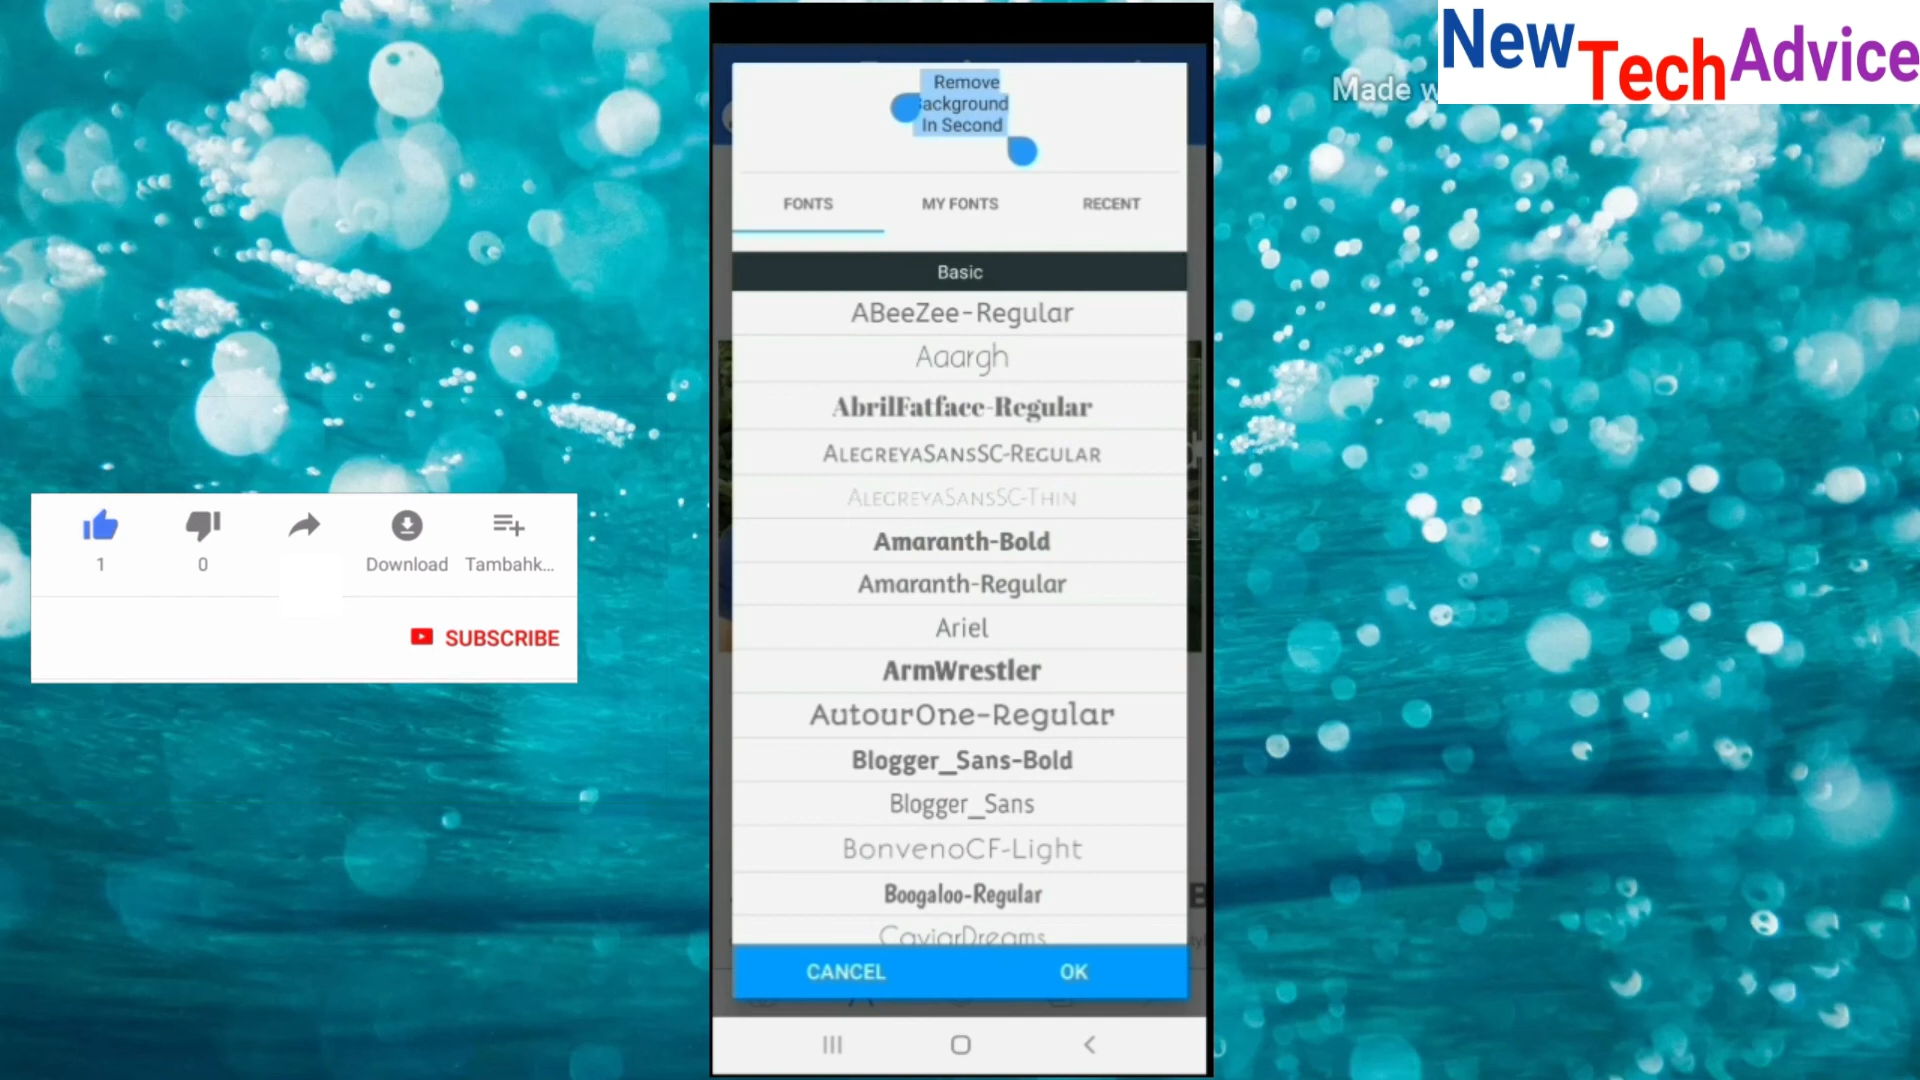 New Tech Advice
Made w
Remove
Background
In Second
FONTS
MY FONTS
RECENT
Basic
ABeeZee-Regular
Aaargh
AbrilFatface-Regular
AlegreyaSansSC-Regular
AlegreyaSansSC-Thin
Amaranth-Bold
Amaranth-Regular
Ariel
ArmWrestler
AutourOne-Regular
Blogger_Sans-Bold
Blogger_Sans
BonvenoCF-Light
Boogaloo-Regular
CaviarDreams
CANCEL
OK
1
0
Download
Tambahk...
SUBSCRIBE